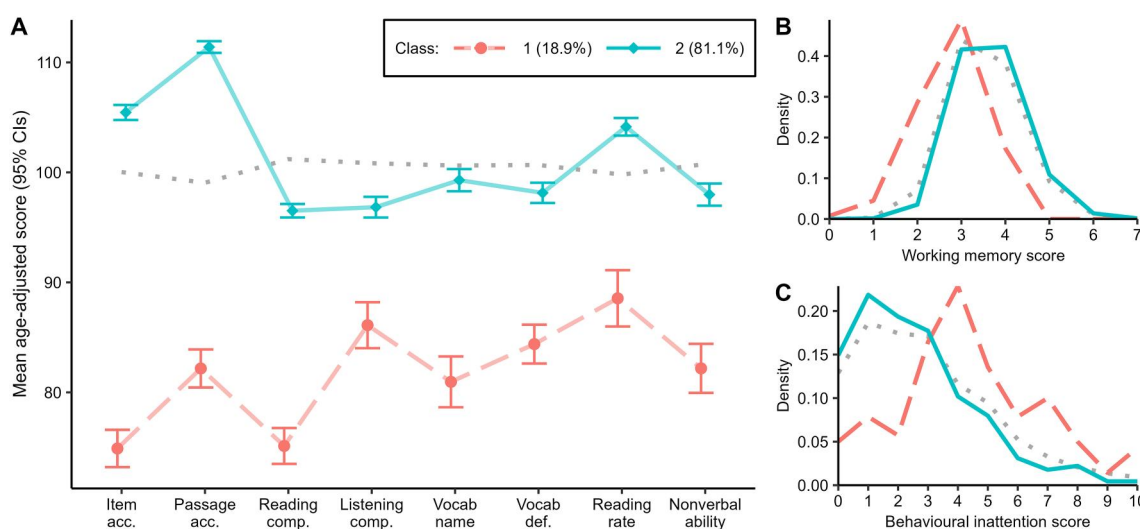 A
Mean age-adjusted score (95% CIs)
110
100
90
80
Class: 1 (18.9%) 2 (81.1%)
Item acc.
Passage acc.
Reading comp.
Listening comp.
Vocab name
Vocab def.
Reading rate
Nonverbal ability
B
Density
0.4
0.3
0.2
0.1
0.0
0 1 2 3 4 5 6 7
Working memory score
C
Density
0.20
0.15
0.10
0.05
0.00
0 1 2 3 4 5 6 7 8 9 10
Behavioural inattention score